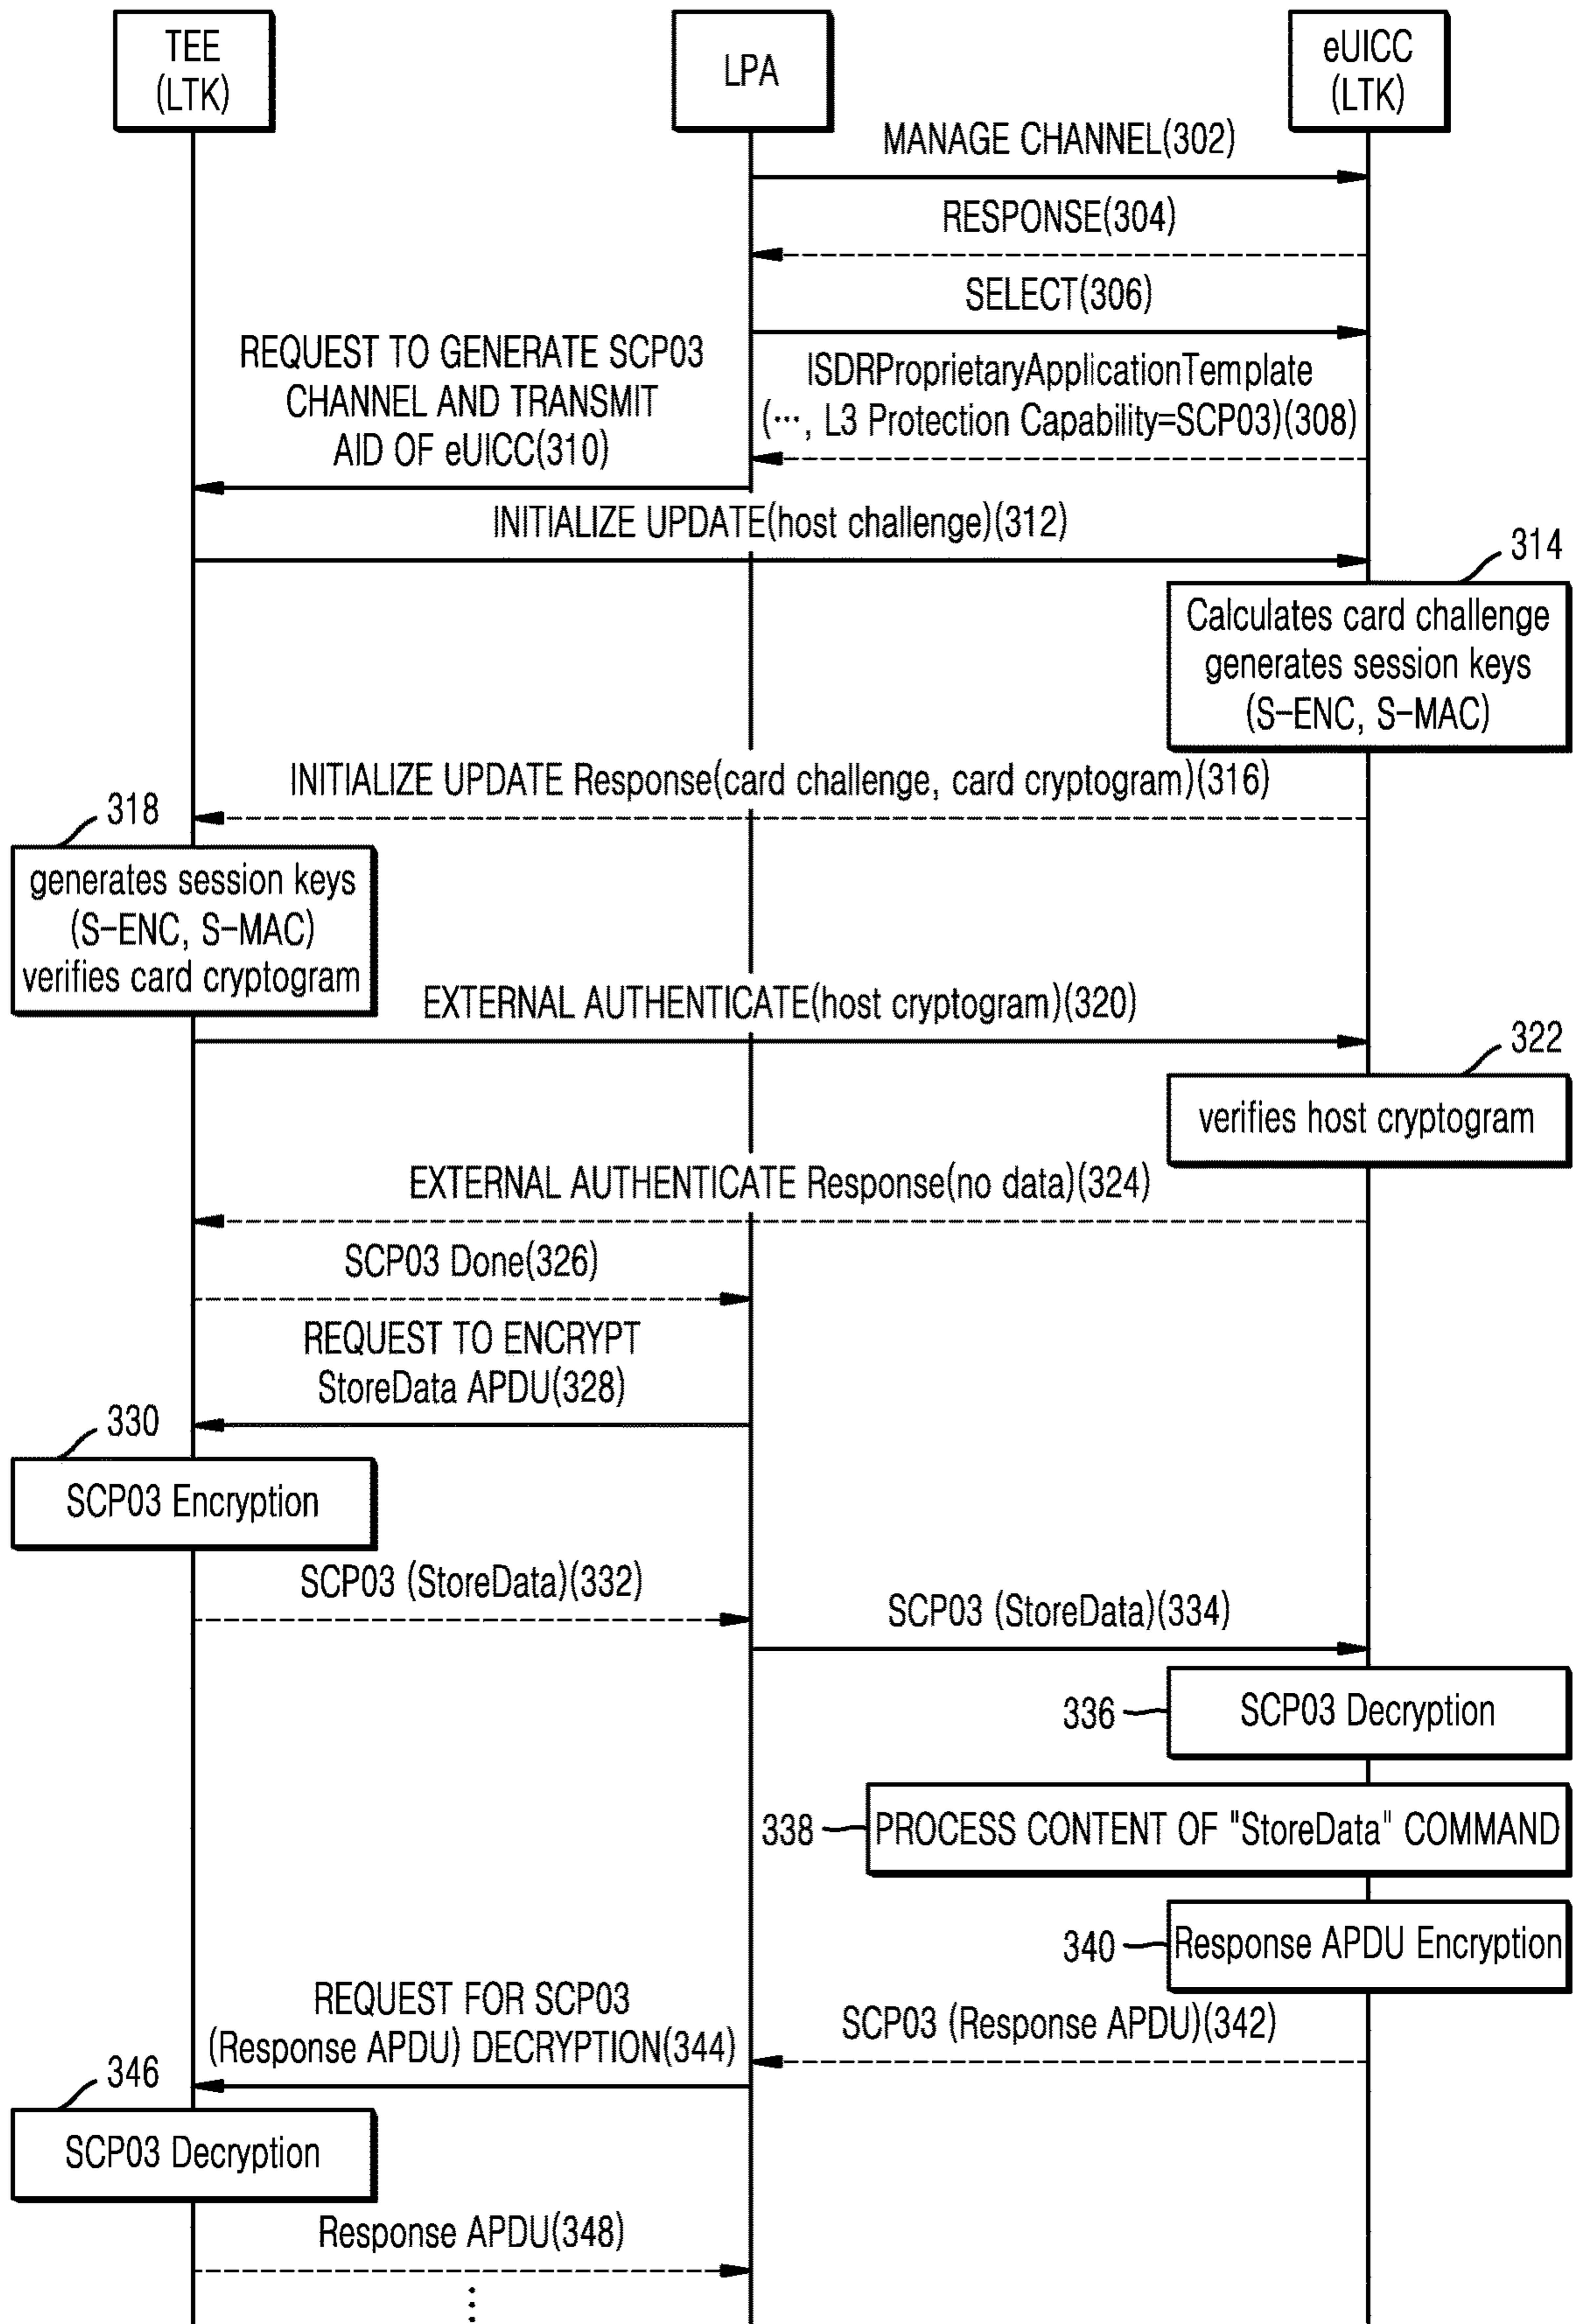 TEE
(LTK)
LPA
eUICC
(LTK)
MANAGE CHANNEL(302)
RESPONSE(304)
SELECT(306)
REQUEST TO GENERATE SCP03
CHANNEL AND TRANSMIT
AID OF eUICC(310)
ISDRProprietaryApplicationTemplate
(⋯, L3 Protection Capability=SCP03)(308)
INITIALIZE UPDATE(host challenge)(312)
314
Calculates card challenge
generates session keys
(S-ENC, S-MAC)
INITIALIZE UPDATE Response(card challenge, card cryptogram)(316)
318
generates session keys
(S-ENC, S-MAC)
verifies card cryptogram
EXTERNAL AUTHENTICATE(host cryptogram)(320)
322
verifies host cryptogram
EXTERNAL AUTHENTICATE Response(no data)(324)
SCP03 Done(326)
REQUEST TO ENCRYPT
StoreData APDU(328)
330
SCP03 Encryption
SCP03 (StoreData)(332)
SCP03 (StoreData)(334)
336
SCP03 Decryption
338
PROCESS CONTENT OF "StoreData" COMMAND
340
Response APDU Encryption
REQUEST FOR SCP03
(Response APDU) DECRYPTION(344)
SCP03 (Response APDU)(342)
346
SCP03 Decryption
Response APDU(348)